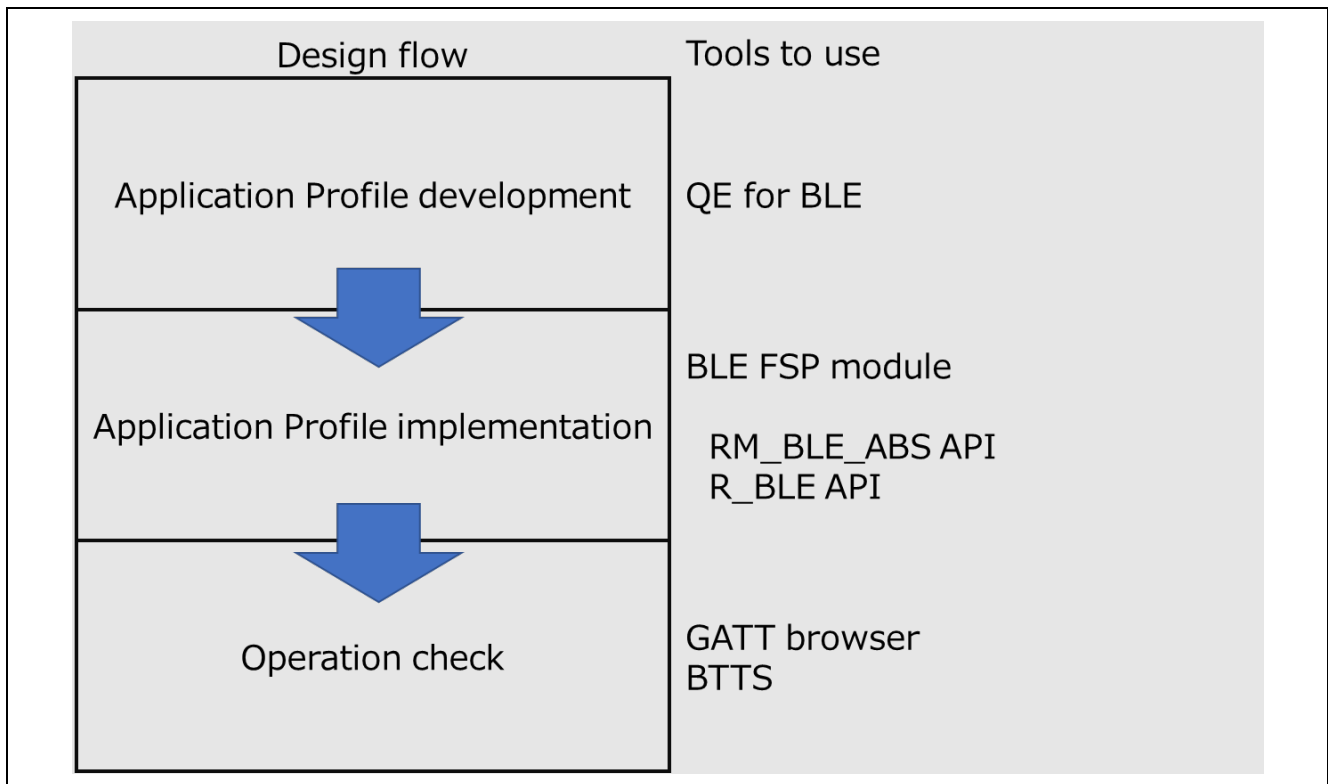 Design flow
Tools to use
Application Profile development
QE for BLE
Application Profile implementation
BLE FSP module
RM_BLE_ABS API
R_BLE API
Operation check
GATT browser
BTTS